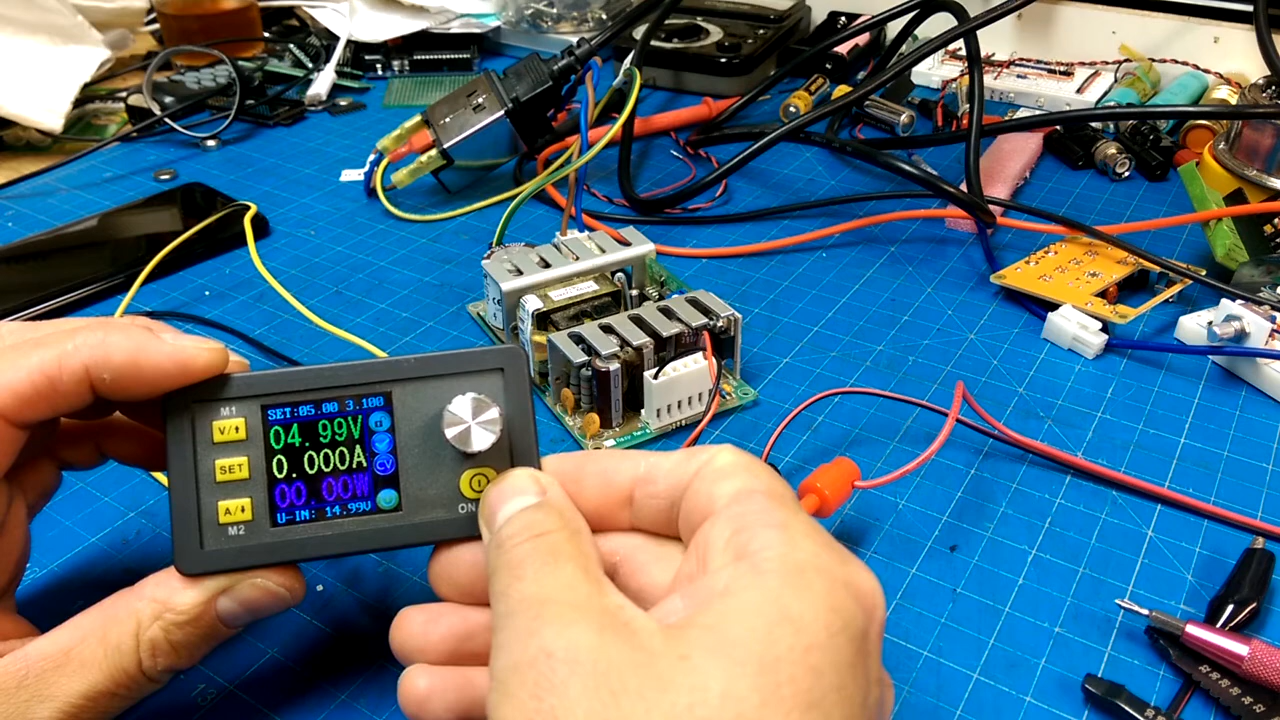 M1
V/⬆
SET
A/⬇
M2
SET:05.00 3.100
04.99V
0.000A
CV
00.00W
U-IN: 14.99V
ON